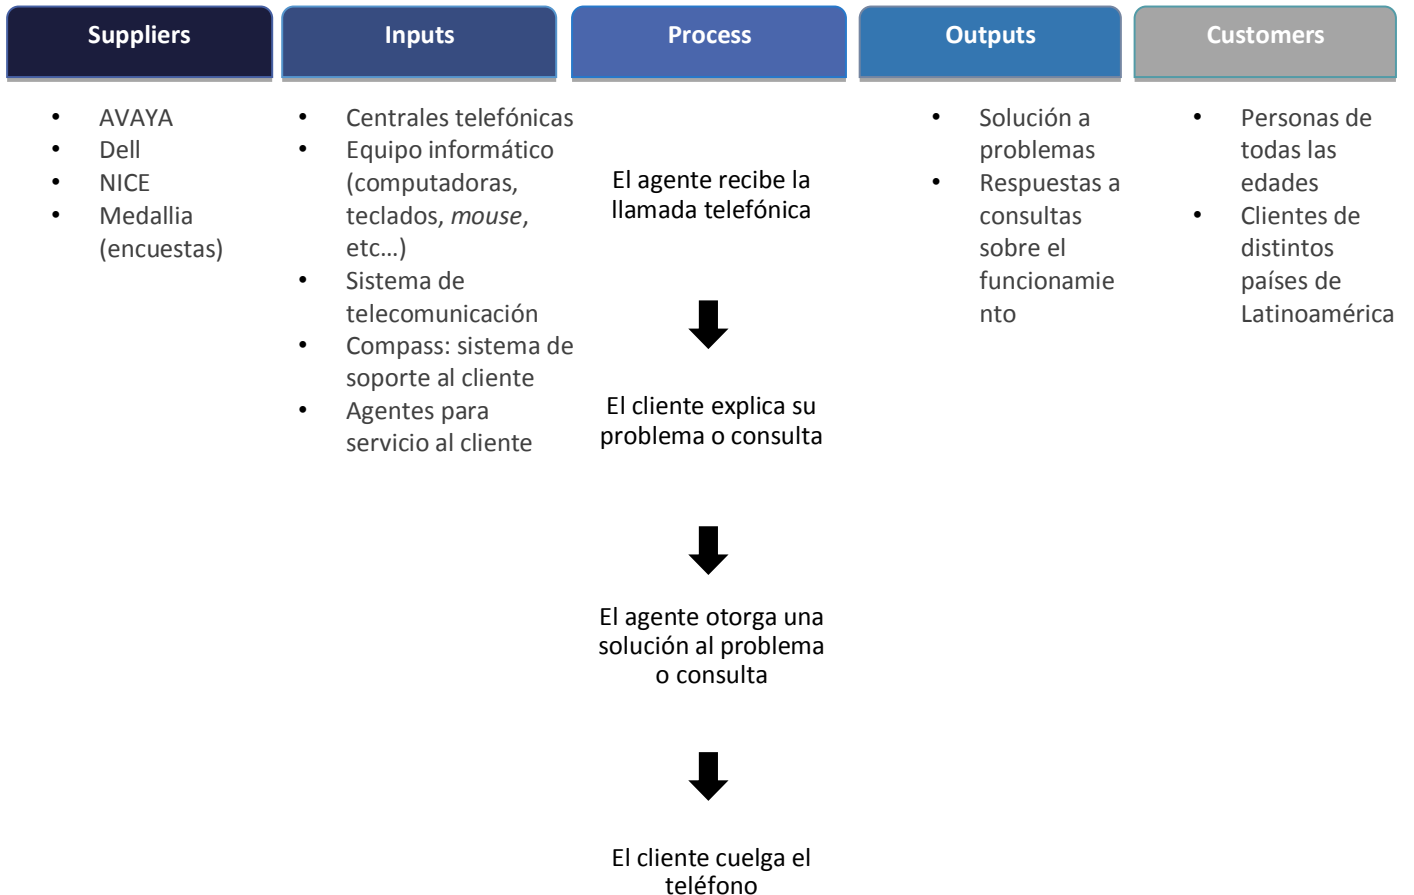 Suppliers
Inputs
Process
Outputs
Customers
• AVAYA
• Dell
• NICE
• Medallia
(encuestas)
• Centrales telefónicas
• Equipo informático
(computadoras,
teclados, mouse,
etc…)
• Sistema de
telecomunicación
• Compass: sistema de
soporte al cliente
• Agentes para
servicio al cliente
El agente recibe la
llamada telefónica
El cliente explica su
problema o consulta
El agente otorga una
solución al problema
o consulta
El cliente cuelga el
teléfono
• Solución a
problemas
• Respuestas a
consultas
sobre el
funcionamie
nto
• Personas de
todas las
edades
• Clientes de
distintos
países de
Latinoamérica